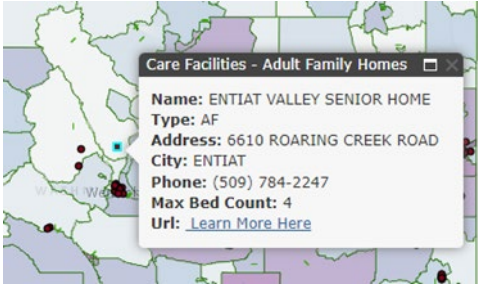 Care Facilities - Adult Family Homes
Name: ENTIAT VALLEY SENIOR HOME
Type: AF
Address: 6610 ROARING CREEK ROAD
City: ENTIAT
Phone: (509) 784-2247
Max Bed Count: 4
Url: Learn More Here